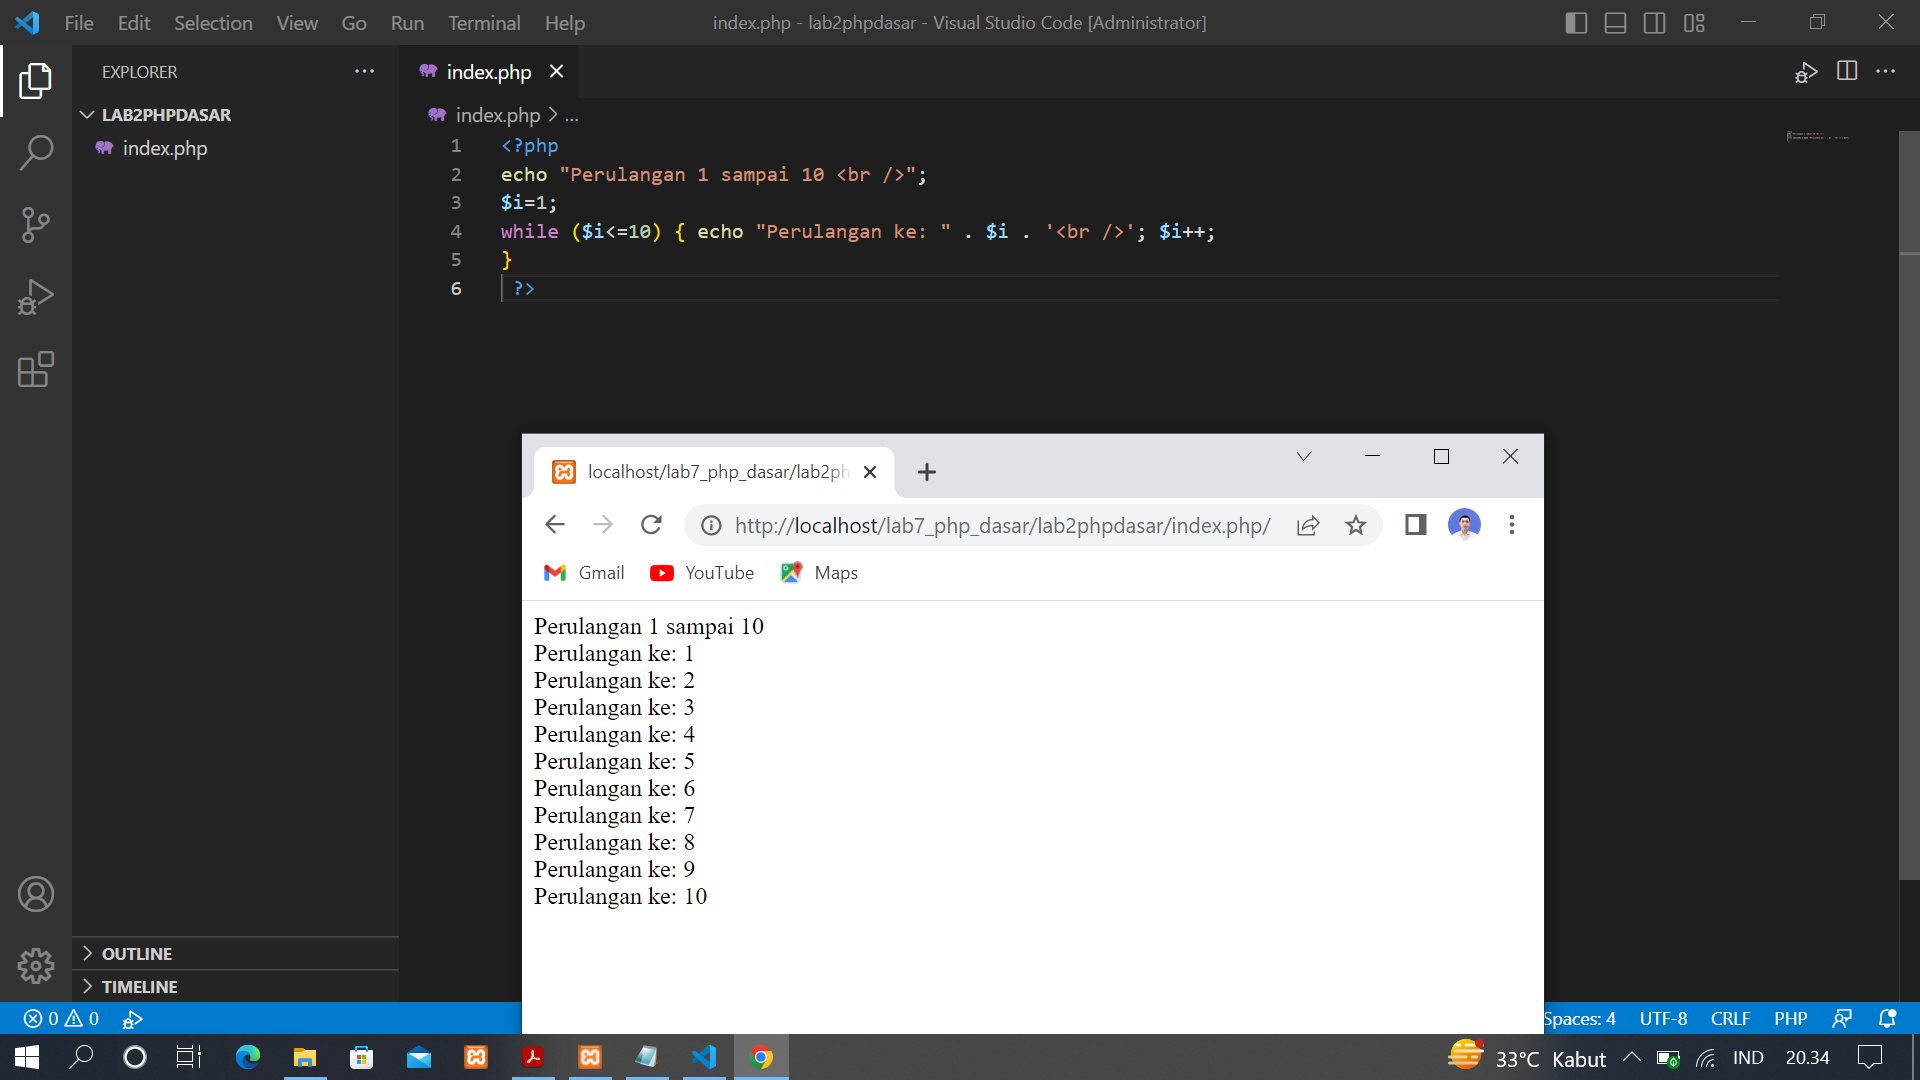 File Edit Selection View Go Run Terminal Help
index.php - lab2phpdasar - Visual Studio Code [Administrator]
EXPLORER
LAB2PHPDASAR
index.php
index.php
index.php > ...
1 <?php
2 echo "Perulangan 1 sampai 10 <br />";
3 $i=1;
4 while ($i<=10) { echo "Perulangan ke: " . $i . '<br />'; $i++;
5 }
6 ?>
OUTLINE
TIMELINE
localhost/lab7_php_dasar/lab2ph
http://localhost/lab7_php_dasar/lab2phpdasar/index.php/
Gmail YouTube Maps
Perulangan 1 sampai 10
Perulangan ke: 1
Perulangan ke: 2
Perulangan ke: 3
Perulangan ke: 4
Perulangan ke: 5
Perulangan ke: 6
Perulangan ke: 7
Perulangan ke: 8
Perulangan ke: 9
Perulangan ke: 10
0 0
Spaces: 4 UTF-8 CRLF PHP
33°C Kabut IND 20.34